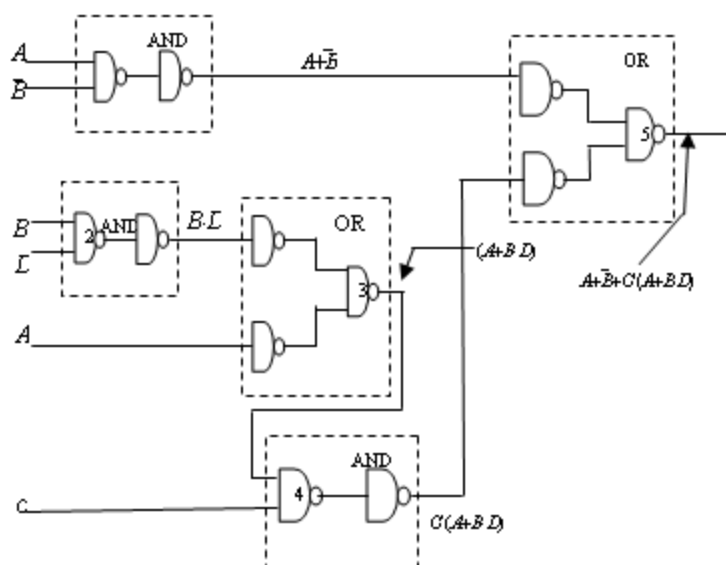 AND
A
B̅
A+B̅
OR
5
B
L
2
AND
B.L
OR
3
(A+B D)
A+B̅+C(A+B D)
A
AND
4
C
C(A+B D)